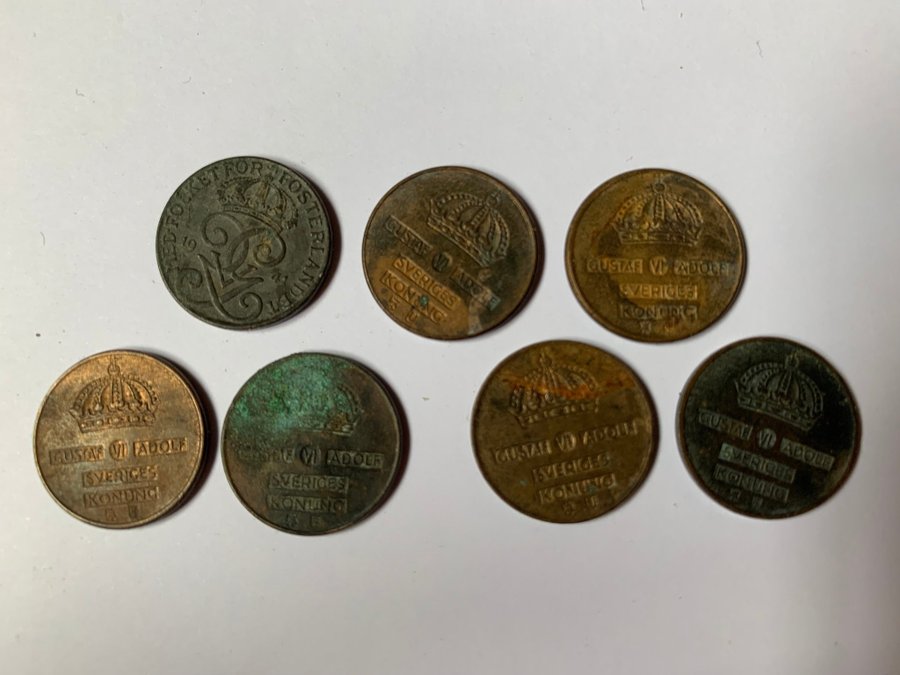 MED FOLKET FÖR FOSTERLANDET
19
GUSTAF VI ADOLF
SVERIGES
KONUNG
GUSTAF VI ADOLF
SVERIGES
KONUNG
GUSTAF VI ADOLF
SVERIGES
KONUNG
VI ADOLF
SVERIGES
KONUNG
GUSTAF VI ADOLF
SVERIGES
KONUNG
GUSTAF VI ADOLF
SVERIGES
KONUNG